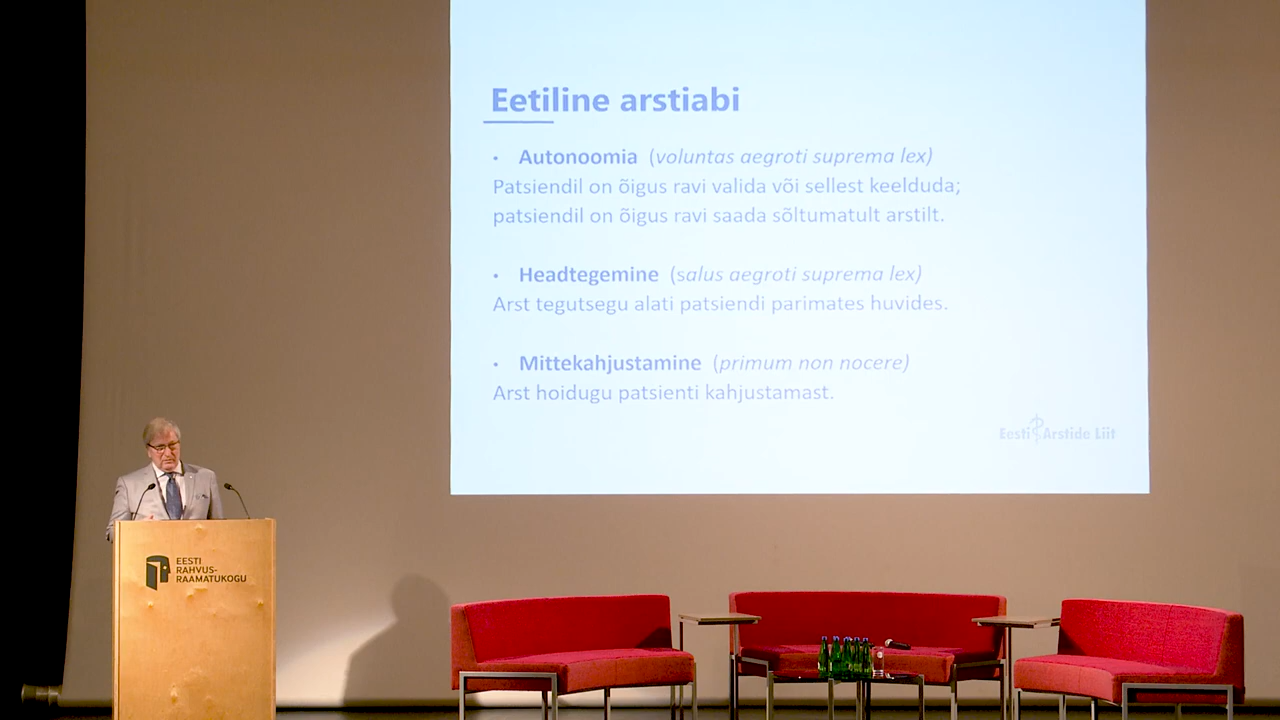 Eetiline arstiabi
• Autonoomia (voluntas aegroti suprema lex)
Patsiendil on õigus ravi valida või sellest keelduda;
patsiendil on õigus ravi saada sõltumatult arstilt.
• Headtegemine (salus aegroti suprema lex)
Arst tegutsegu alati patsiendi parimates huvides.
• Mittekahjustamine (primum non nocere)
Arst hoidugu patsienti kahjustamast.
Eesti Arstide Liit
EESTI
RAHVUS-
RAAMATUKOGU